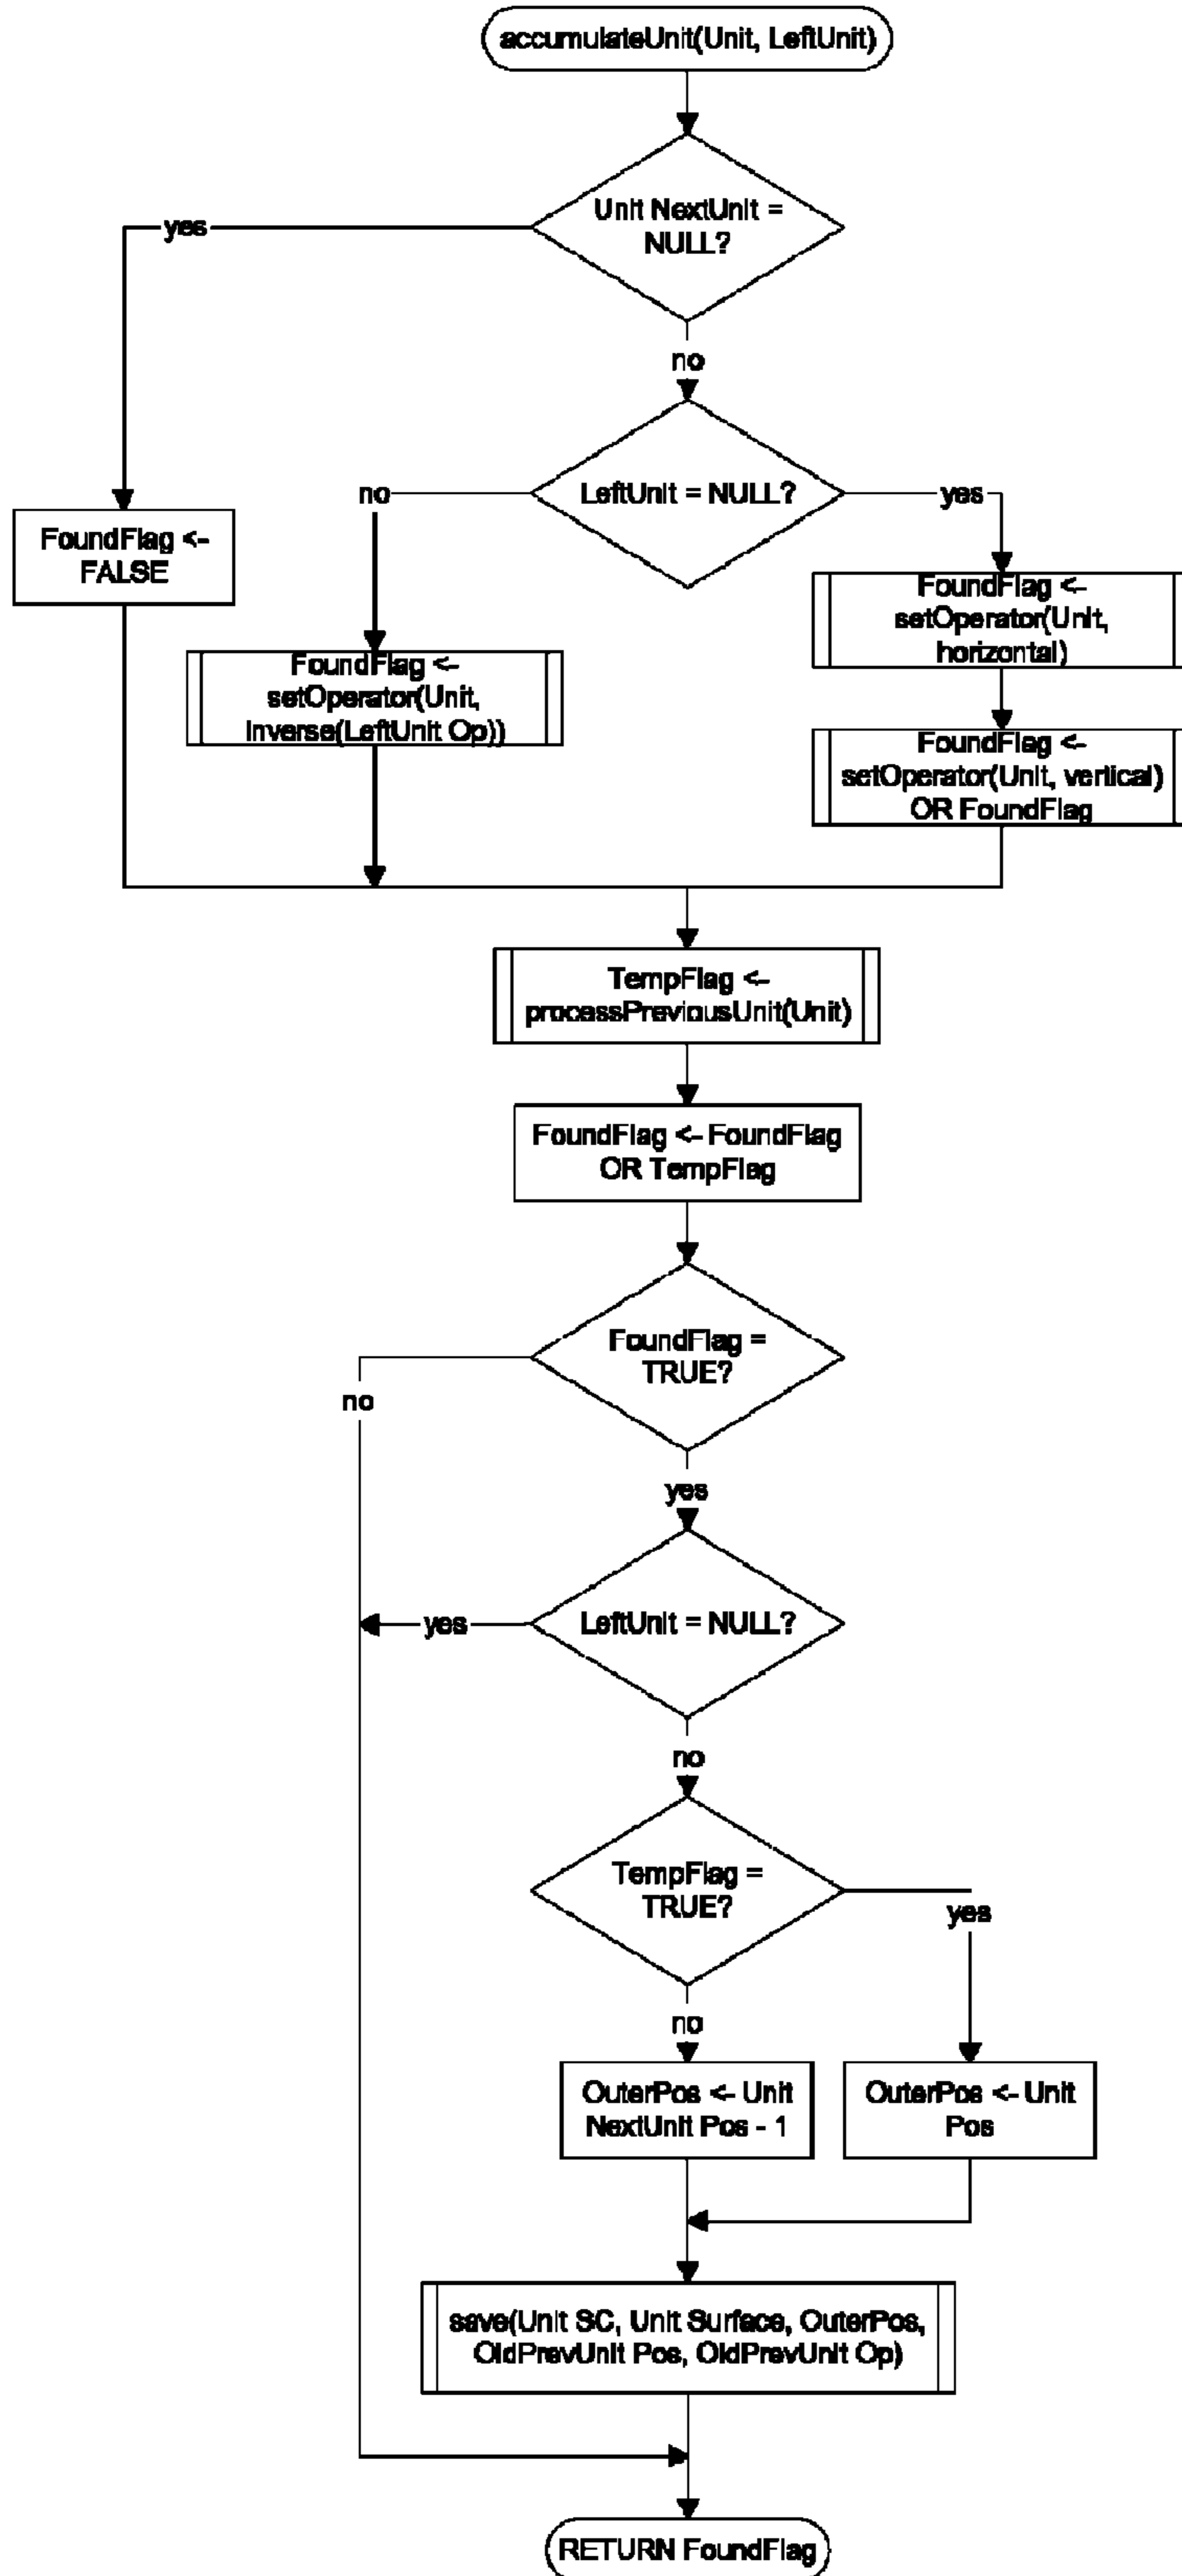 accumulateUnit(Unit, LeftUnit)
Unit NextUnit =
NULL?
yes
no
LeftUnit = NULL?
no
yes
FoundFlag <-
FALSE
FoundFlag <-
setOperator(Unit,
horizontal)
FoundFlag <-
setOperator(Unit,
Inverse(LeftUnit Op))
FoundFlag <-
setOperator(Unit, vertical)
OR FoundFlag
TempFlag <-
processPreviousUnit(Unit)
FoundFlag <- FoundFlag
OR TempFlag
FoundFlag =
TRUE?
no
yes
LeftUnit = NULL?
yes
no
TempFlag =
TRUE?
yes
no
OuterPos <- Unit
NextUnit Pos - 1
OuterPos <- Unit
Pos
save(Unit SC, Unit Surface, OuterPos,
OldPrevUnit Pos, OldPrevUnit Op)
RETURN FoundFlag